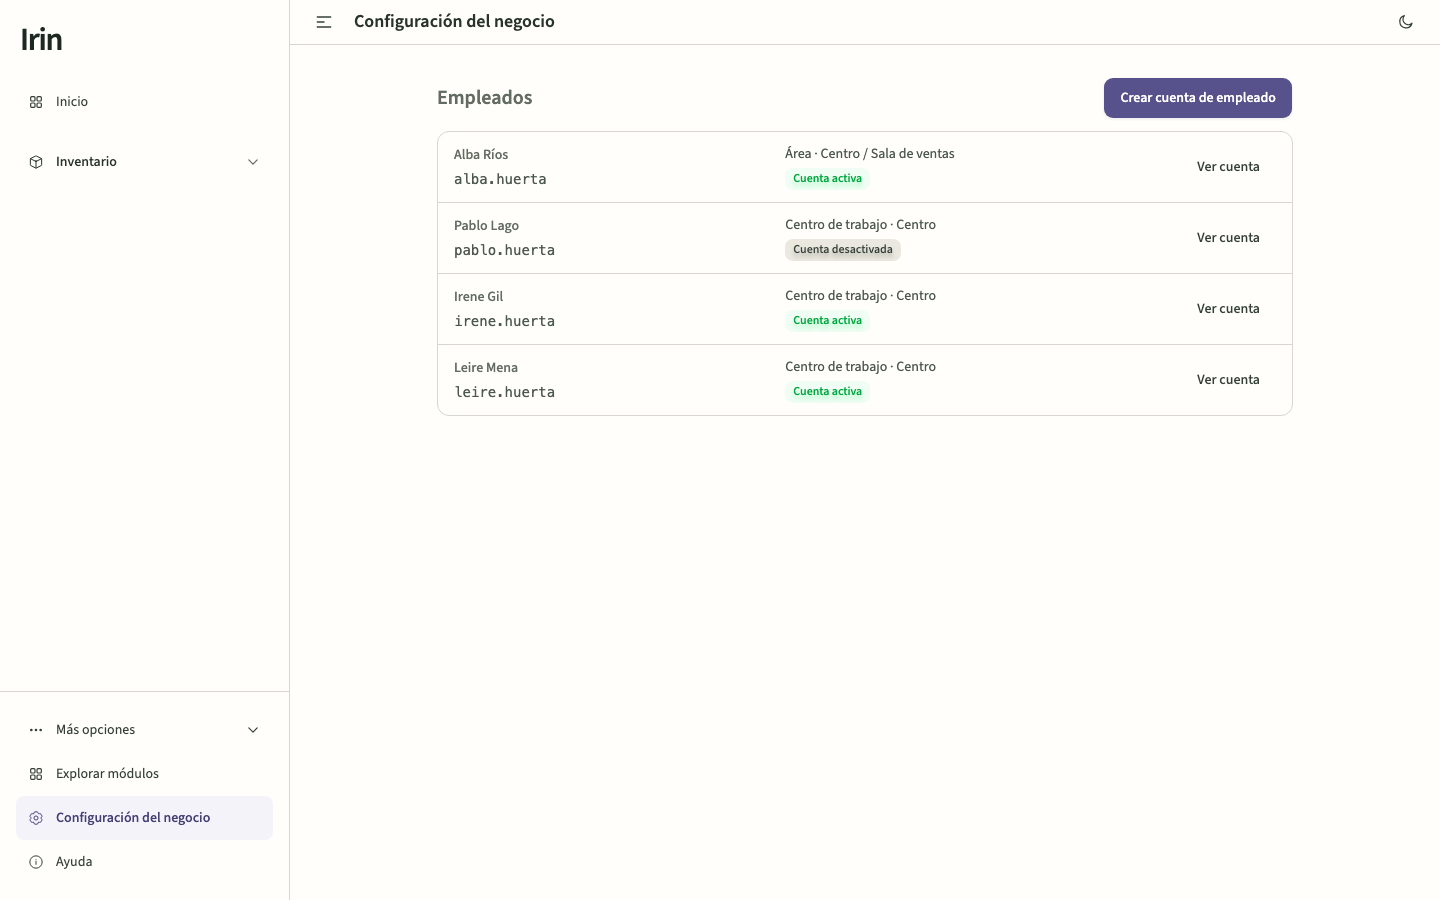 Irin
Inicio
Inventario
Más opciones
Explorar módulos
Configuración del negocio
Ayuda
Configuración del negocio
Empleados
Crear cuenta de empleado
Alba Ríos
alba.huerta
Área · Centro / Sala de ventas
Cuenta activa
Ver cuenta
Pablo Lago
pablo.huerta
Centro de trabajo · Centro
Cuenta desactivada
Ver cuenta
Irene Gil
irene.huerta
Centro de trabajo · Centro
Cuenta activa
Ver cuenta
Leire Mena
leire.huerta
Centro de trabajo · Centro
Cuenta activa
Ver cuenta